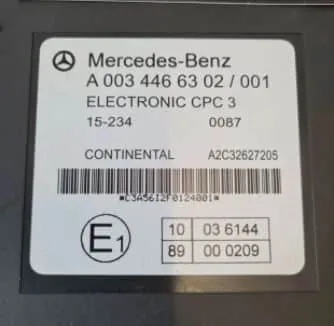 Mercedes-Benz
A 003 446 63 02 / 001
ELECTRONIC CPC 3
15-234 0087
CONTINENTAL A2C32627205
*C3A56I2F0124001*
E1
10 03 6144
89 00 0209